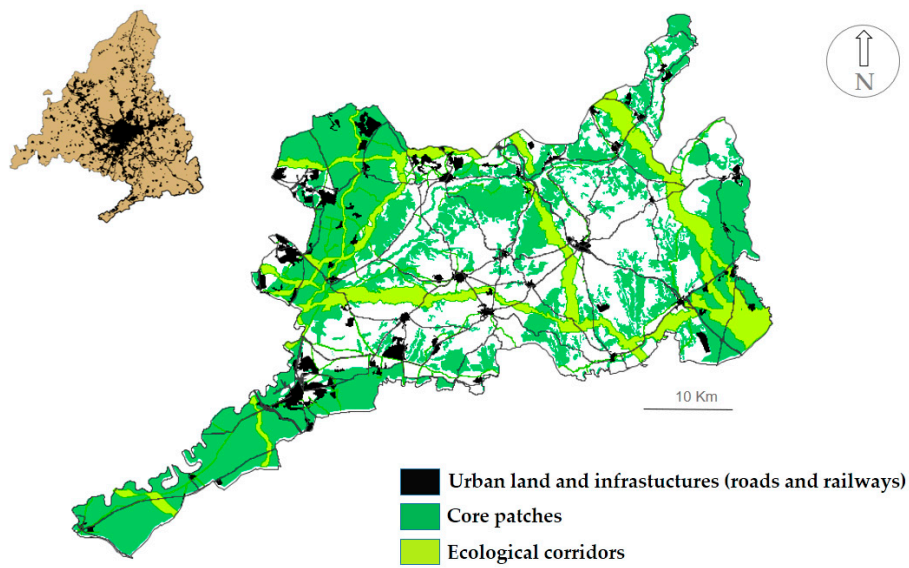 N
10 Km
Urban land and infrastuctures (roads and railways)
Core patches
Ecological corridors